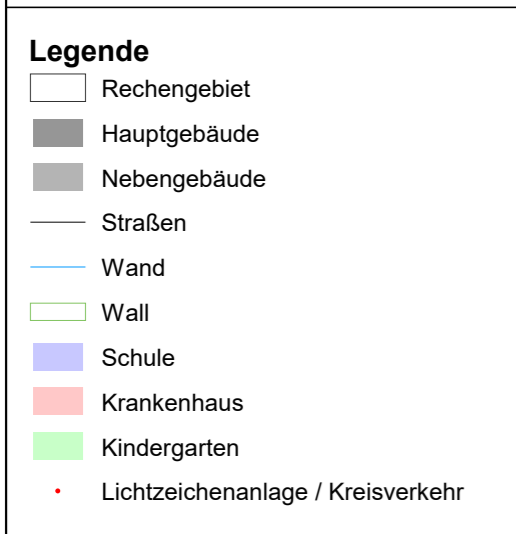 Legende
Rechengebiet
Hauptgebäude
Nebengebäude
Straßen
Wand
Wall
Schule
Krankenhaus
Kindergarten
Lichtzeichenanlage / Kreisverkehr